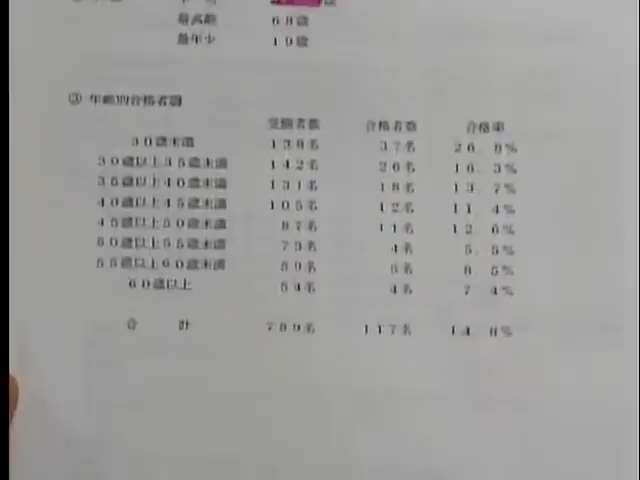 最高齢 68歳
最年少 19歳
③ 年齢別合格者数
受験者数 合格者数 合格率
30歳未満 138名 37名 26.8%
30歳以上35歳未満 142名 26名 18.3%
35歳以上40歳未満 131名 18名 13.7%
40歳以上45歳未満 105名 12名 11.4%
45歳以上50歳未満 87名 11名 12.6%
50歳以上55歳未満 73名 4名 5.5%
55歳以上60歳未満 59名 5名 8.5%
60歳以上 54名 4名 7.4%
合 計 789名 117名 14.8%